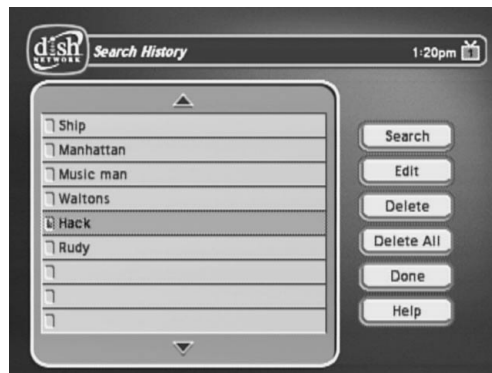 dish
NETWORK
Search History
1:20pm
1
Ship
Manhattan
Music man
Waltons
Hack
Rudy
Search
Edit
Delete
Delete All
Done
Help